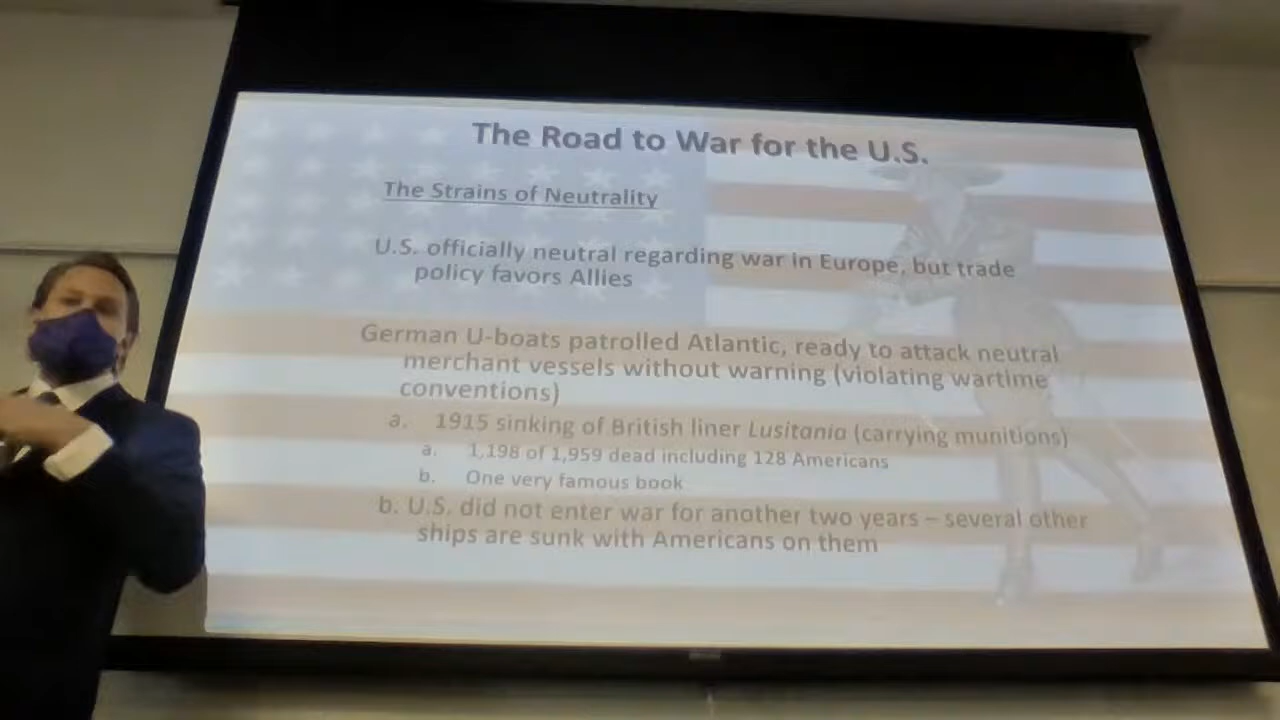 The Road to War for the U.S.
The Strains of Neutrality
U.S. officially neutral regarding war in Europe, but trade
policy favors Allies
German U-boats patrolled Atlantic, ready to attack neutral
merchant vessels without warning (violating wartime
conventions)
a. 1915 sinking of British liner Lusitania (carrying munitions)
a. 1,198 of 1,959 dead including 128 Americans
b. One very famous book
b. U.S. did not enter war for another two years – several other
ships are sunk with Americans on them